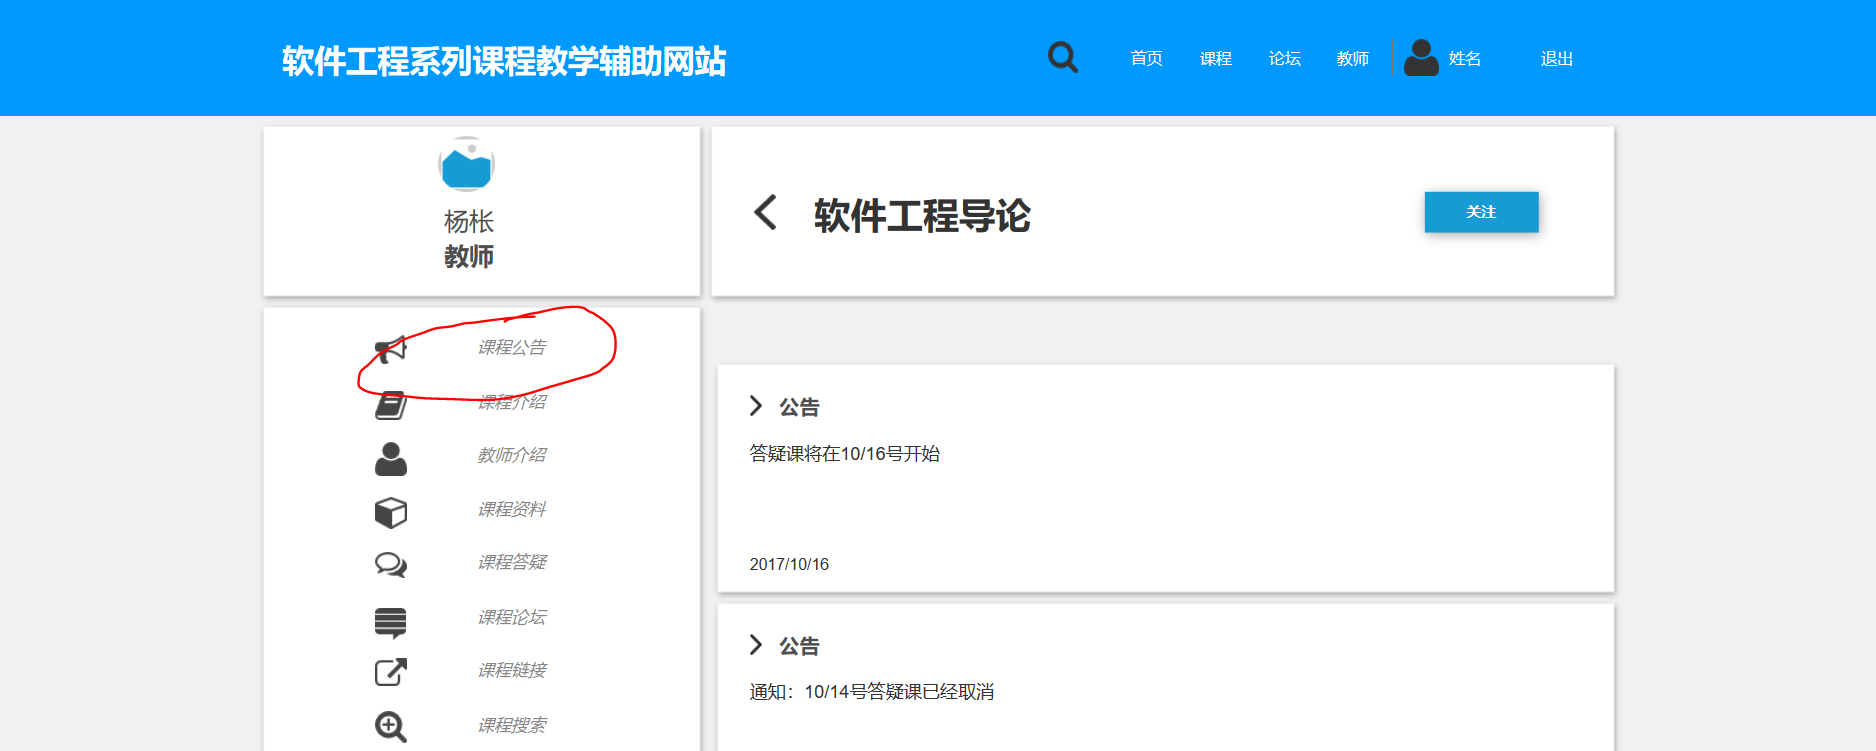 软件工程系列课程教学辅助网站
首页 课程 论坛 教师 姓名 退出
杨枨
教师
软件工程导论
关注
课程公告
课程介绍
教师介绍
课程资料
课程答疑
课程论坛
课程链接
课程搜索
公告
答疑课将在10/16号开始
2017/10/16
公告
通知：10/14号答疑课已经取消